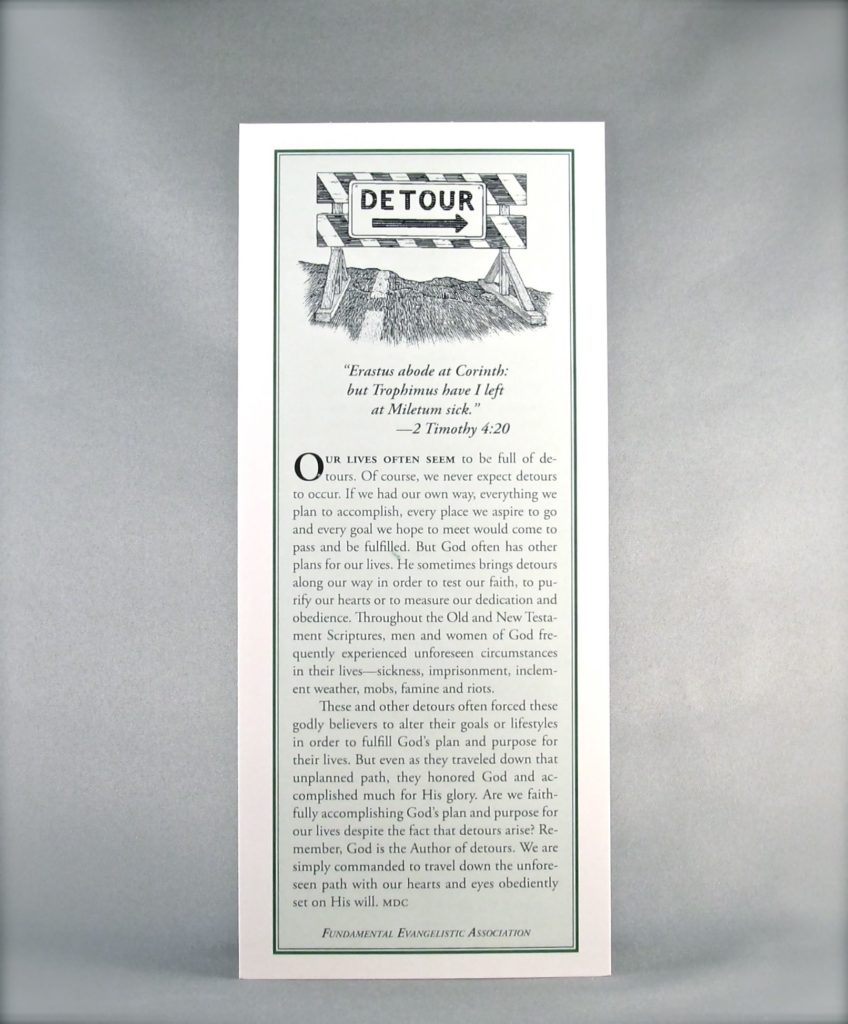 DETOUR
“Erastus abode at Corinth:
but Trophimus have I left
at Miletum sick.”
—2 Timothy 4:20
OUR LIVES OFTEN SEEM to be full of de-
tours. Of course, we never expect detours
to occur. If we had our own way, everything we
plan to accomplish, every place we aspire to go
and every goal we hope to meet would come to
pass and be fulfilled. But God often has other
plans for our lives. He sometimes brings detours
along our way in order to test our faith, to pu-
rify our hearts or to measure our dedication and
obedience. Throughout the Old and New Testa-
ment Scriptures, men and women of God fre-
quently experienced unforeseen circumstances
in their lives—sickness, imprisonment, inclem-
ent weather, mobs, famine and riots.
These and other detours often forced these
godly believers to alter their goals or lifestyles
in order to fulfill God’s plan and purpose for
their lives. But even as they traveled down that
unplanned path, they honored God and ac-
complished much for His glory. Are we faith-
fully accomplishing God’s plan and purpose for
our lives despite the fact that detours arise? Re-
member, God is the Author of detours. We are
simply commanded to travel down the unfore-
seen path with our hearts and eyes obediently
set on His will. MDC
FUNDAMENTAL EVANGELISTIC ASSOCIATION